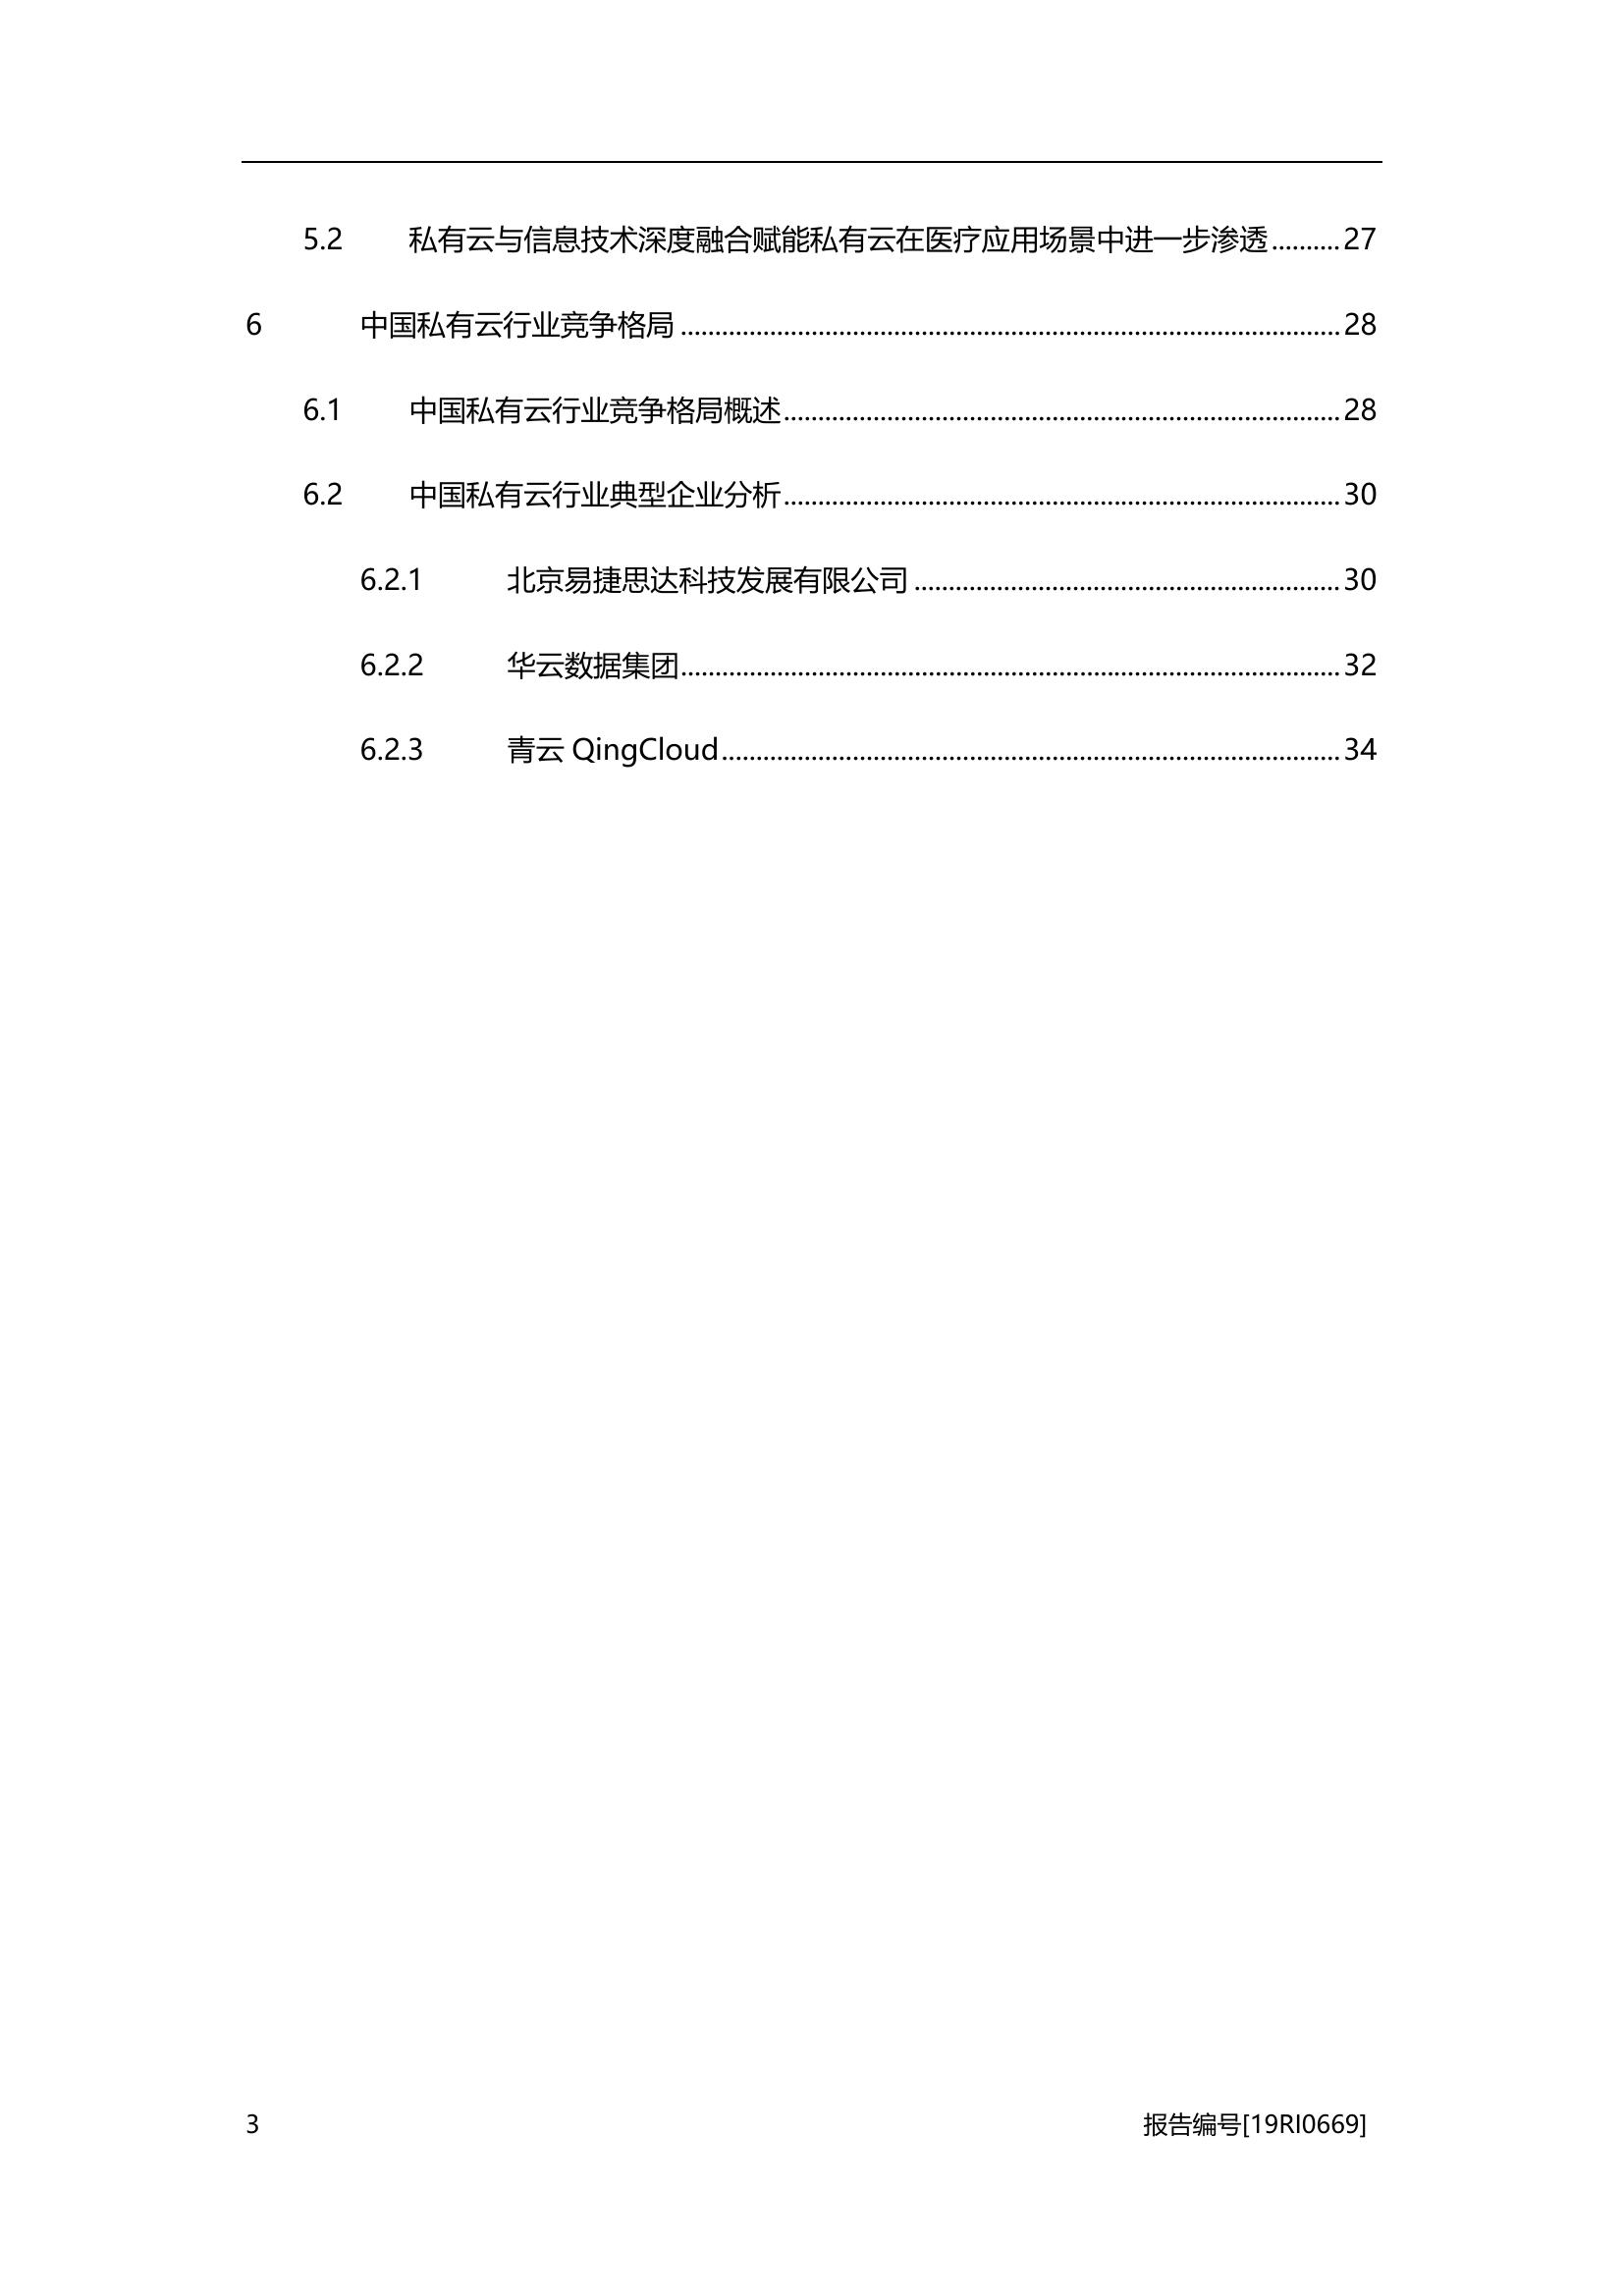 5.2 私有云与信息技术深度融合赋能私有云在医疗应用场景中进一步渗透..........27
6 中国私有云行业竞争格局................................................................................................28
6.1 中国私有云行业竞争格局概述.................................................................................28
6.2 中国私有云行业典型企业分析.................................................................................30
6.2.1 北京易捷思达科技发展有限公司..............................................................30
6.2.2 华云数据集团................................................................................................32
6.2.3 青云 QingCloud..........................................................................................34
3 报告编号[19RI0669]